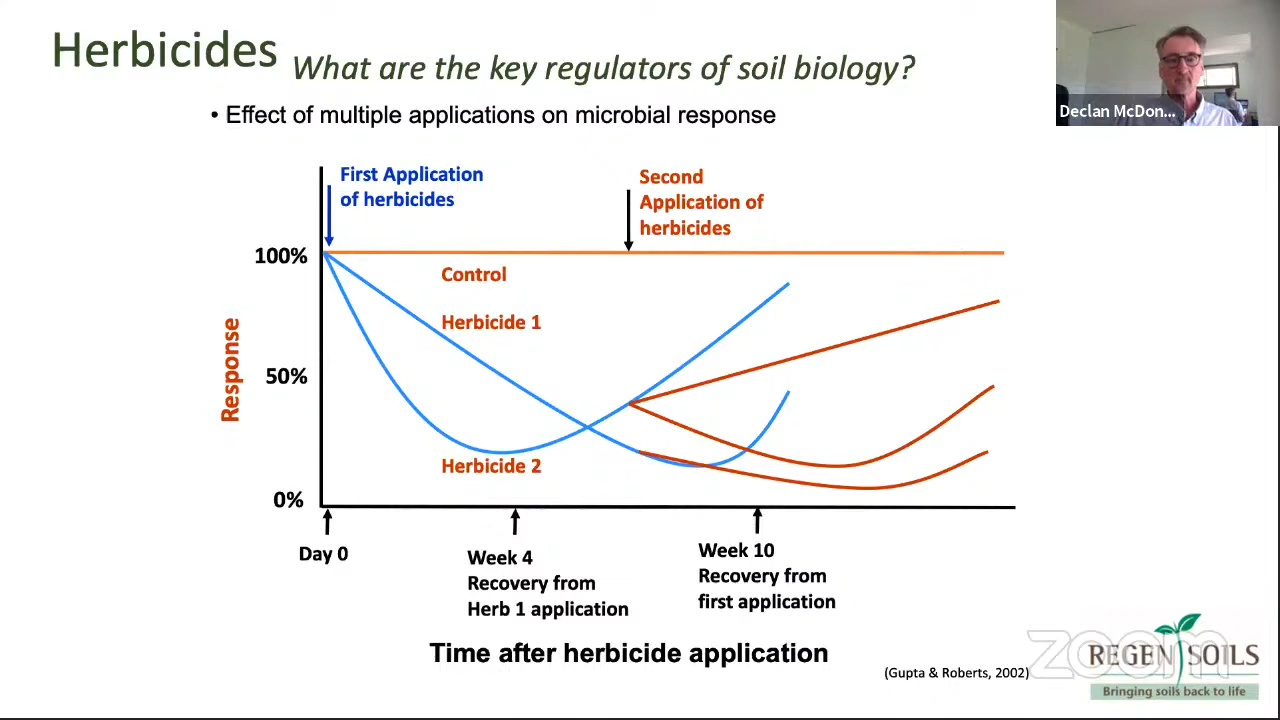 Herbicides What are the key regulators of soil biology?
Declan McDon...
• Effect of multiple applications on microbial response
First Application
of herbicides
Second
Application of
herbicides
100%
Control
Herbicide 1
50%
Response
Herbicide 2
0%
Day 0
Week 4
Recovery from
Herb 1 application
Week 10
Recovery from
first application
Time after herbicide application
(Gupta & Roberts, 2002)
zoom
REGEN SOILS
Bringing soils back to life